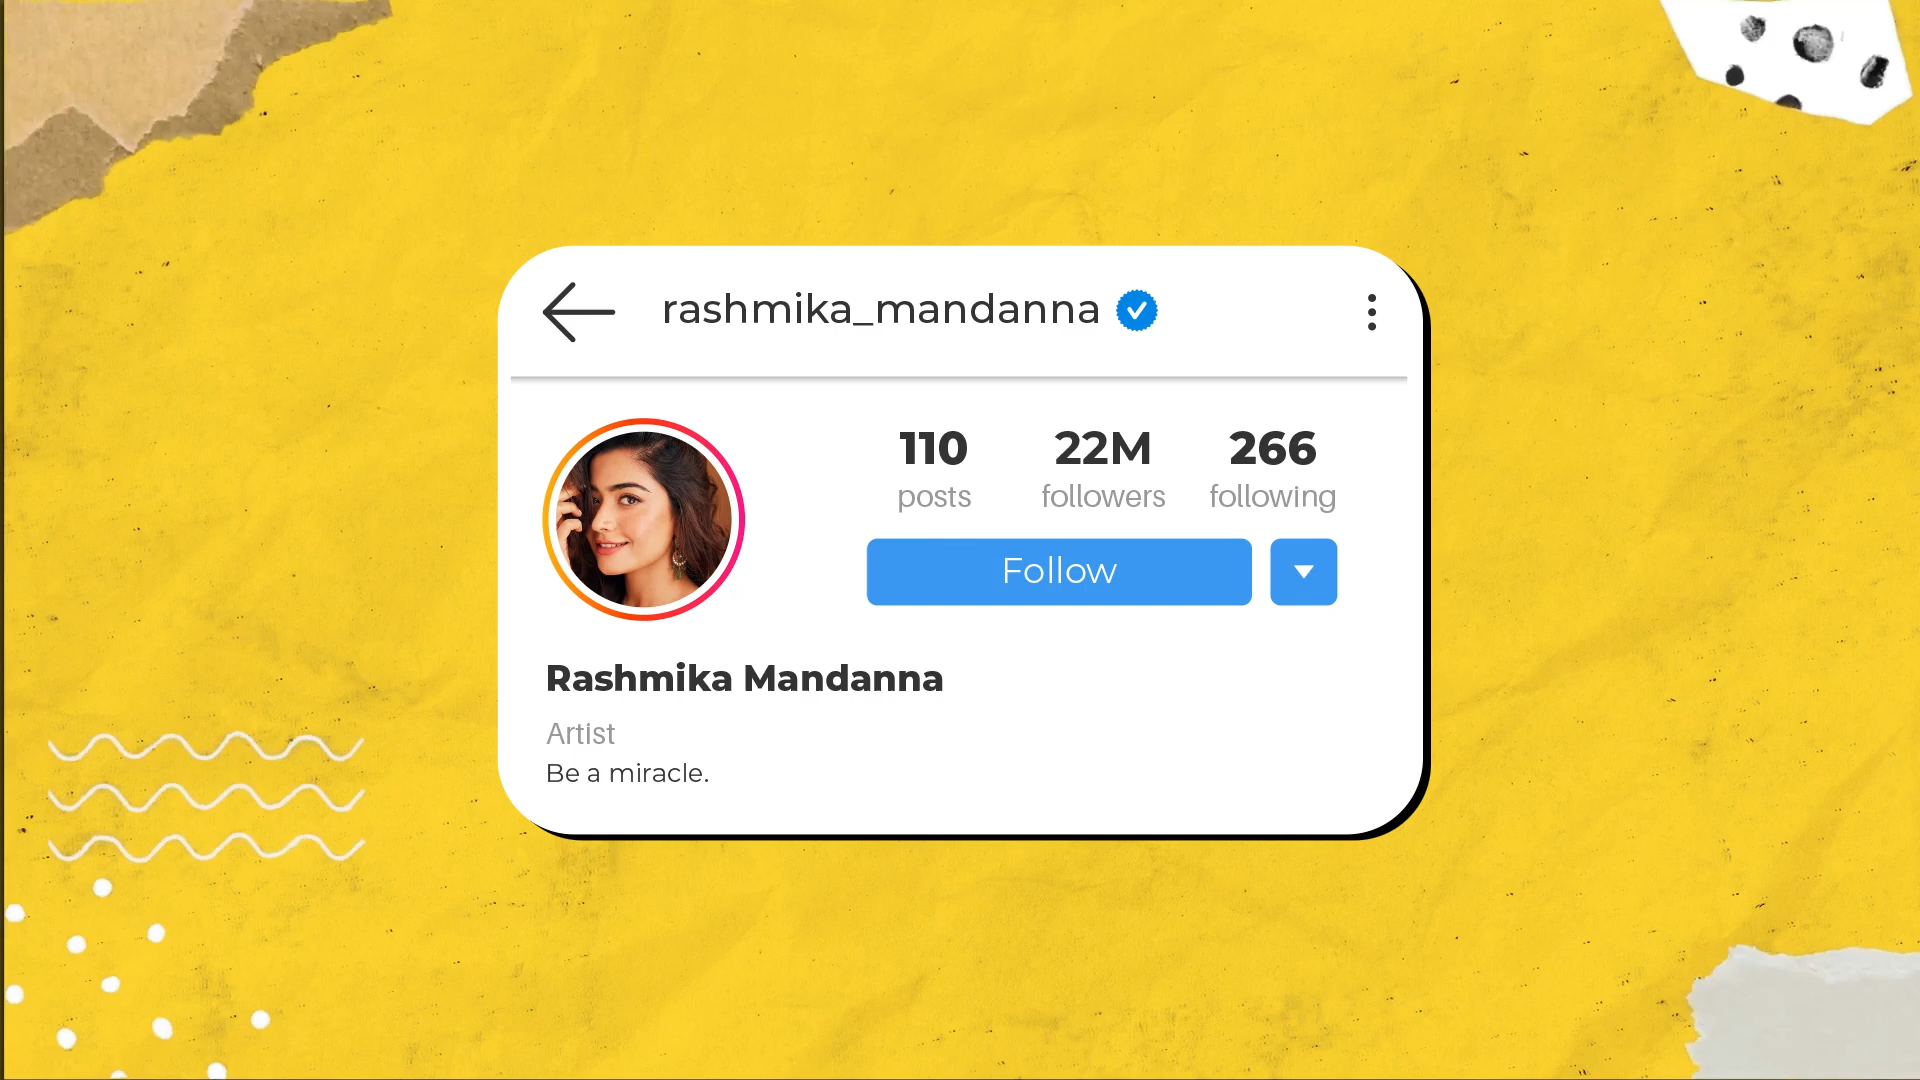 rashmika_mandanna
110 22M 266
posts followers following
Follow
Rashmika Mandanna
Artist
Be a miracle.